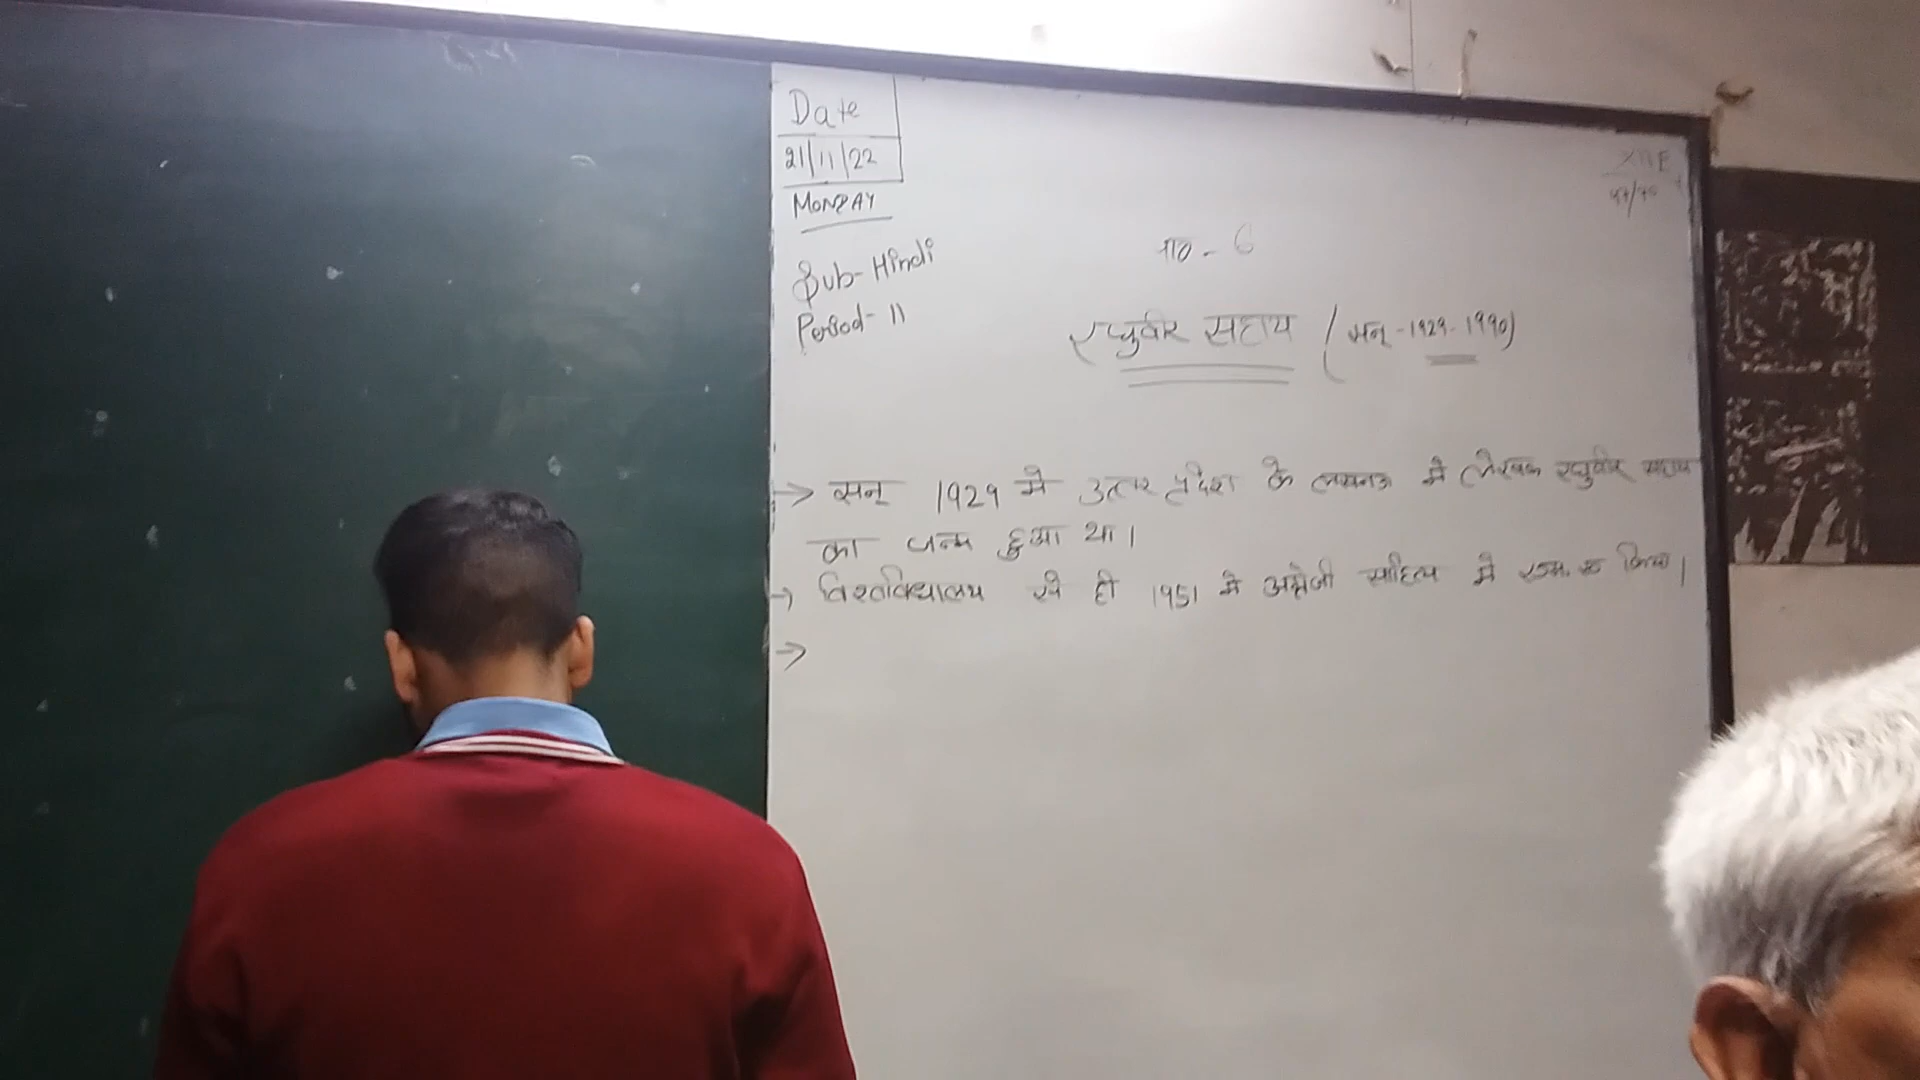 Date
21/11/22
MONDAY
Sub-Hindi
Period-11
XII E
पाठ - 6
रघुवीर सहाय (सन् - 1929-1990)
→ सन् 1929 मे उत्तर प्रदेश के लखनऊ मे लेखक रघुवीर सहाय
का जन्म हुआ था।
→ विश्वविद्यालय से ही 1951 मे अंग्रेजी साहित्य मे एम. ए किया।
→